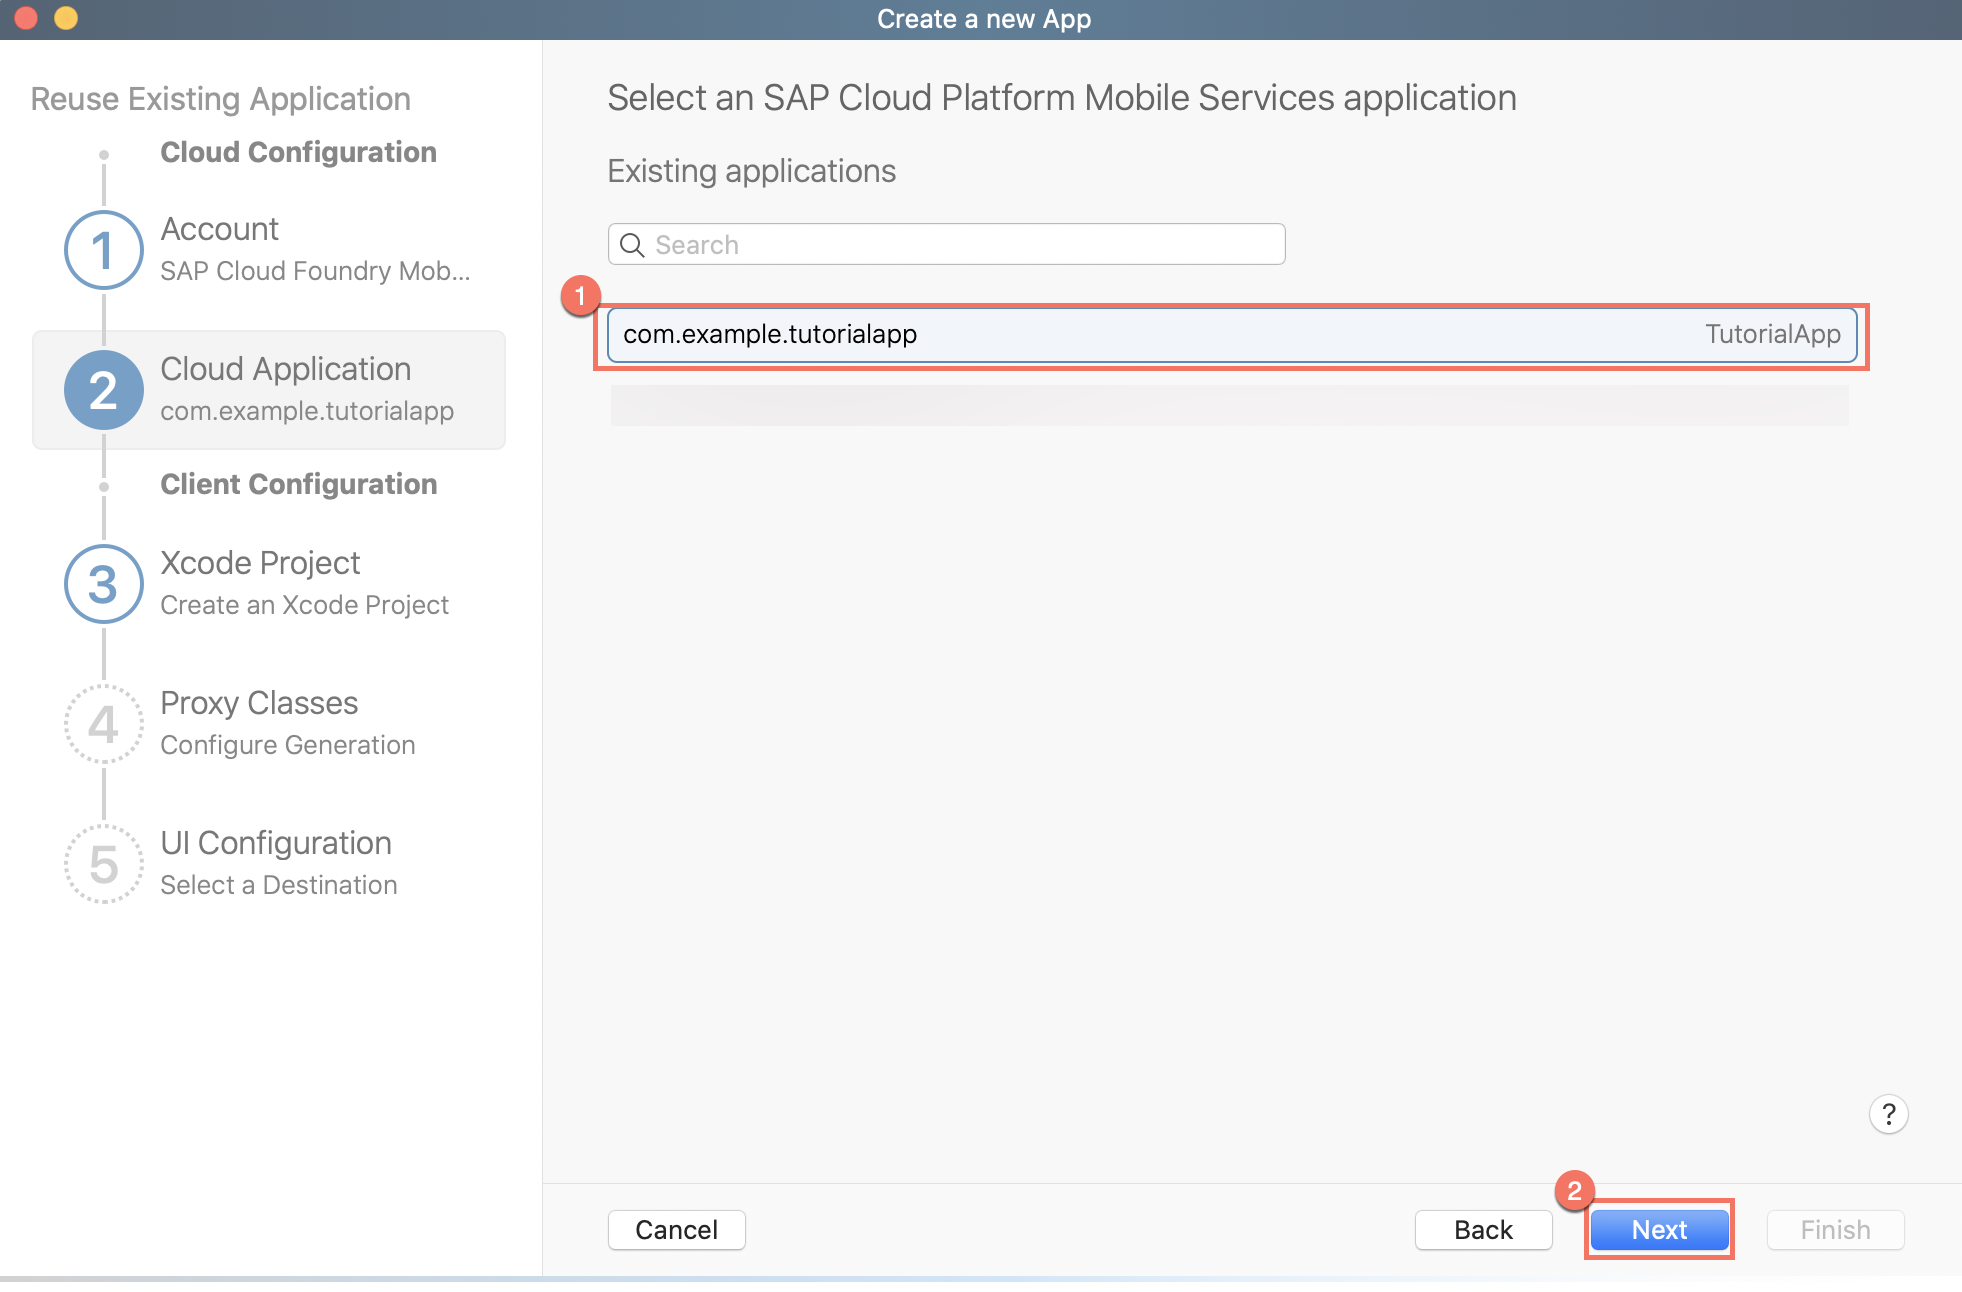 Create a new App
Reuse Existing Application
Cloud Configuration
1
Account
SAP Cloud Foundry Mob...
2
Cloud Application
com.example.tutorialapp
Client Configuration
3
Xcode Project
Create an Xcode Project
4
Proxy Classes
Configure Generation
5
UI Configuration
Select a Destination
Select an SAP Cloud Platform Mobile Services application
Existing applications
Search
1
com.example.tutorialapp TutorialApp
?
2
Cancel Back Next Finish